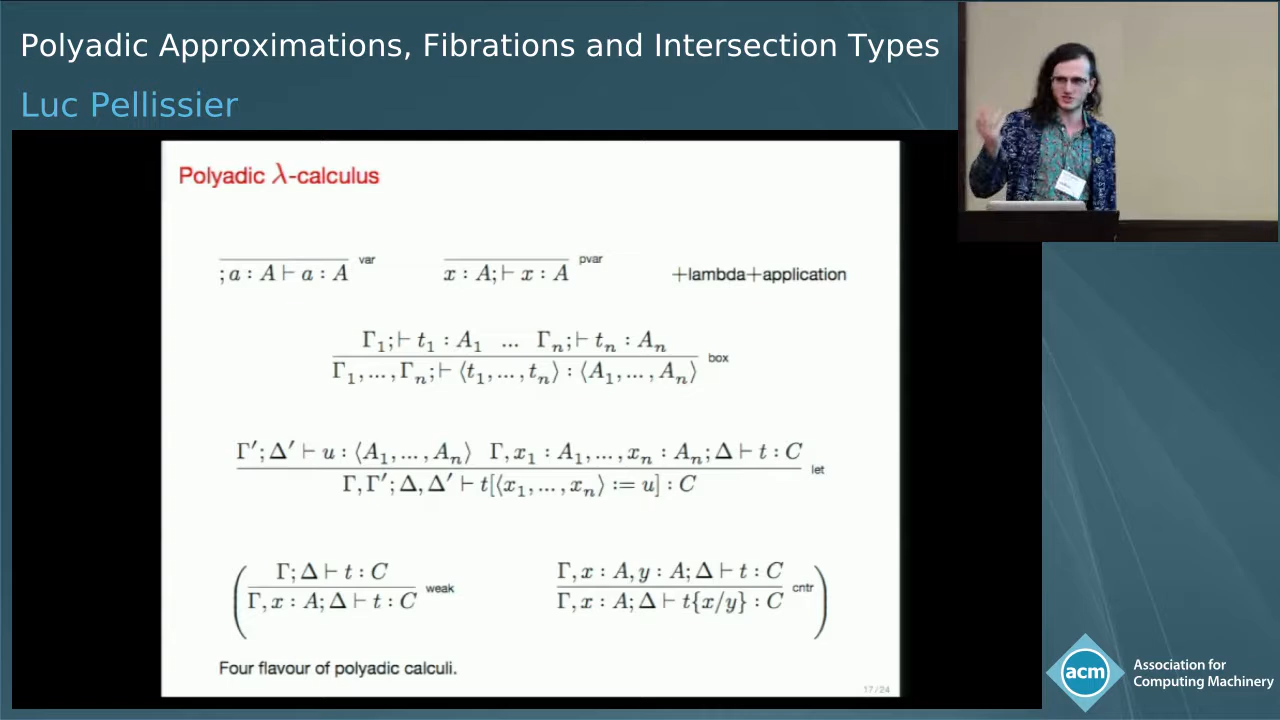 Polyadic Approximations, Fibrations and Intersection Types
Luc Pellissier
Polyadic λ-calculus
; a : A ⊢ a : A var
x : A; ⊢ x : A pvar
+lambda+application
Γ₁; ⊢ t₁ : A₁ ... Γₙ; ⊢ tₙ : Aₙ
box
Γ₁, ..., Γₙ; ⊢ ⟨t₁, ..., tₙ⟩ : ⟨A₁, ..., Aₙ⟩
Γ′; Δ′ ⊢ u : ⟨A₁, ..., Aₙ⟩ Γ, x₁ : A₁, ..., xₙ : Aₙ; Δ ⊢ t : C
let
Γ, Γ′; Δ, Δ′ ⊢ t[⟨x₁, ..., xₙ⟩ := u] : C
( Γ; Δ ⊢ t : C
weak
Γ, x : A; Δ ⊢ t : C
Γ, x : A, y : A; Δ ⊢ t : C
cntr
Γ, x : A; Δ ⊢ t{x/y} : C )
Four flavour of polyadic calculi.
17/24
acm
Association for
Computing Machinery